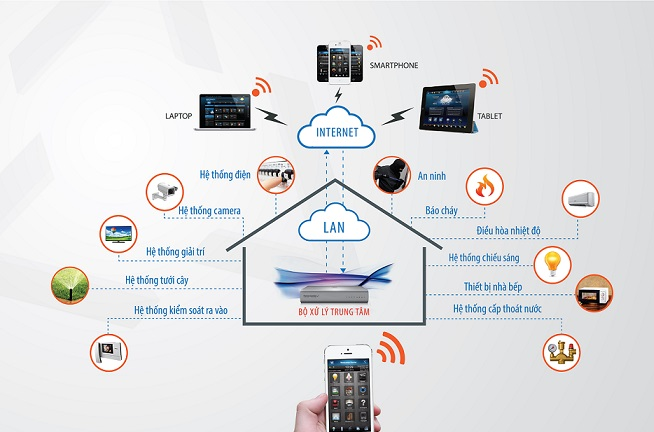 SMARTPHONE
LAPTOP
TABLET
INTERNET
Hệ thống điện
An ninh
Hệ thống camera
Báo cháy
LAN
Điều hòa nhiệt độ
Hệ thống giải trí
Hệ thống chiếu sáng
Hệ thống tưới cây
Thiết bị nhà bếp
Hệ thống kiểm soát ra vào
BỘ XỬ LÝ TRUNG TÂM
Hệ thống cấp thoát nước